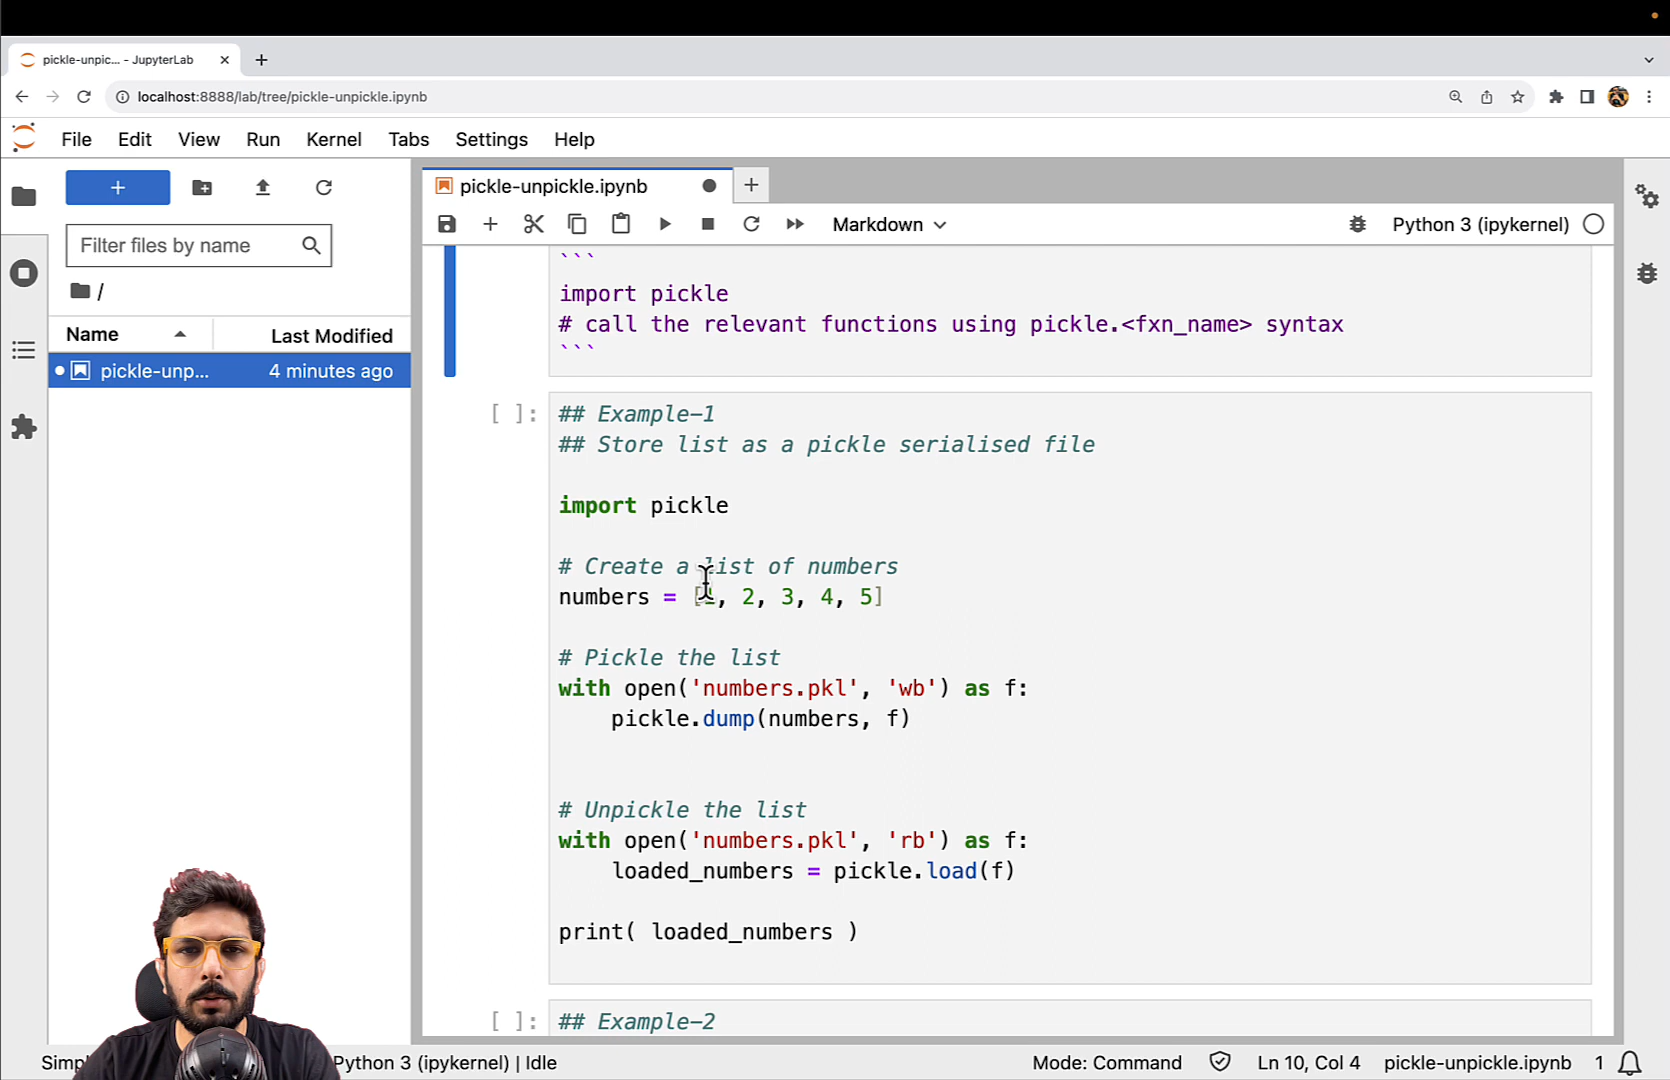 pickle-unpic... - JupyterLab
localhost:8888/lab/tree/pickle-unpickle.ipynb
File Edit View Run Kernel Tabs Settings Help
pickle-unpickle.ipynb
Filter files by name
Markdown
Python 3 (ipykernel)
/
Name Last Modified
pickle-unp... 4 minutes ago
```
import pickle
# call the relevant functions using pickle.<fxn_name> syntax
```
[ ]:
## Example-1
## Store list as a pickle serialised file
import pickle
# Create a list of numbers
numbers = [1, 2, 3, 4, 5]
# Pickle the list
with open('numbers.pkl', 'wb') as f:
    pickle.dump(numbers, f)
# Unpickle the list
with open('numbers.pkl', 'rb') as f:
    loaded_numbers = pickle.load(f)
print( loaded_numbers )
[ ]:
## Example-2
Python 3 (ipykernel) | Idle
Mode: Command
Ln 10, Col 4
pickle-unpickle.ipynb
1